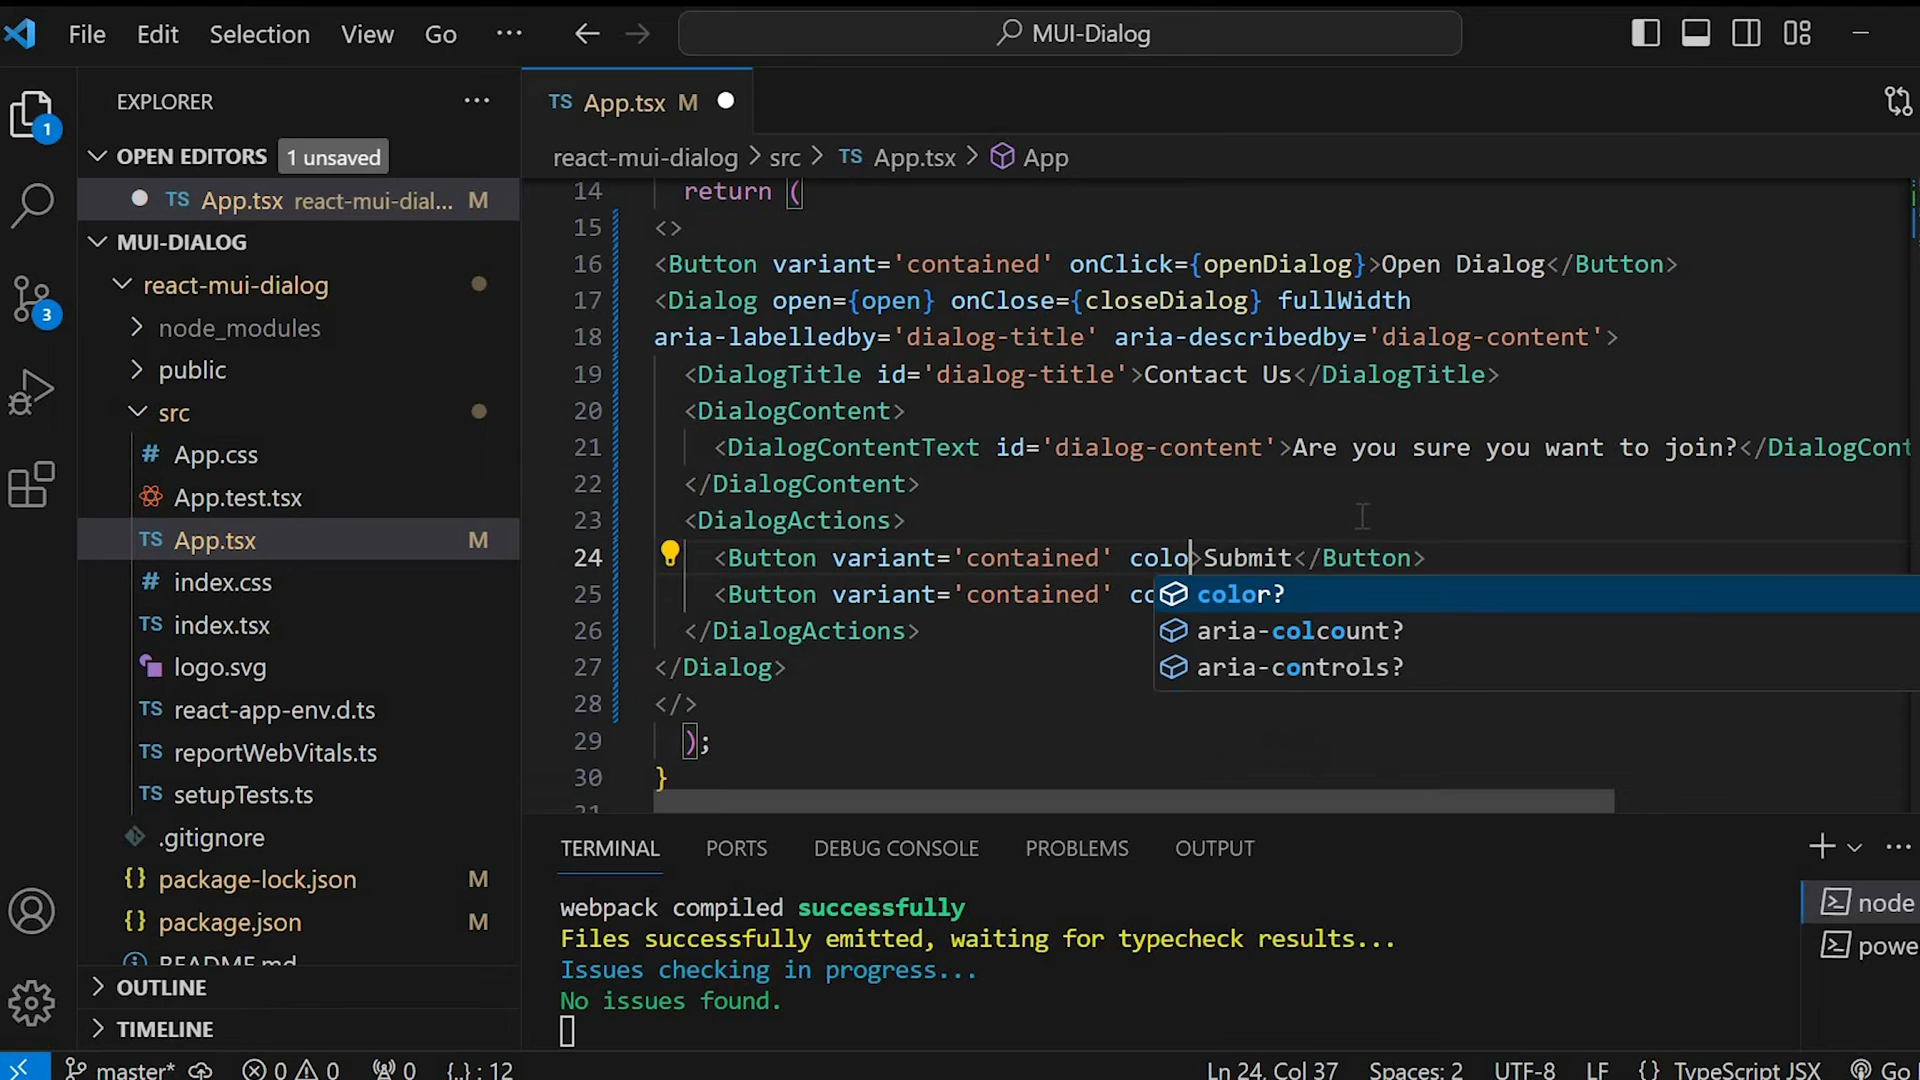 File Edit Selection View Go ··· MUI-Dialog
EXPLORER ···
OPEN EDITORS 1 unsaved
TS App.tsx react-mui-dial... M
MUI-DIALOG
react-mui-dialog
node_modules
public
src
# App.css
App.test.tsx
TS App.tsx M
# index.css
TS index.tsx
logo.svg
TS react-app-env.d.ts
TS reportWebVitals.ts
TS setupTests.ts
.gitignore
{} package-lock.json M
{} package.json M
README.md
OUTLINE
TIMELINE
1
3
TS App.tsx M
react-mui-dialog > src > TS App.tsx > App
14 return (
15 <>
16 <Button variant='contained' onClick={openDialog}>Open Dialog</Button>
17 <Dialog open={open} onClose={closeDialog} fullWidth
18 aria-labelledby='dialog-title' aria-describedby='dialog-content'>
19 <DialogTitle id='dialog-title'>Contact Us</DialogTitle>
20 <DialogContent>
21 <DialogContentText id='dialog-content'>Are you sure you want to join?</DialogCont
22 </DialogContent>
23 <DialogActions>
24 <Button variant='contained' colo>Submit</Button>
25 <Button variant='contained' co
26 </DialogActions>
27 </Dialog>
28 </>
29 );
30 }
31
color?
aria-colcount?
aria-controls?
TERMINAL PORTS DEBUG CONSOLE PROBLEMS OUTPUT
webpack compiled successfully
Files successfully emitted, waiting for typecheck results...
Issues checking in progress...
No issues found.
node
powe
master* 0 0 0 {..} : 12 Ln 24, Col 37 Spaces: 2 UTF-8 LF {} TypeScript JSX Go